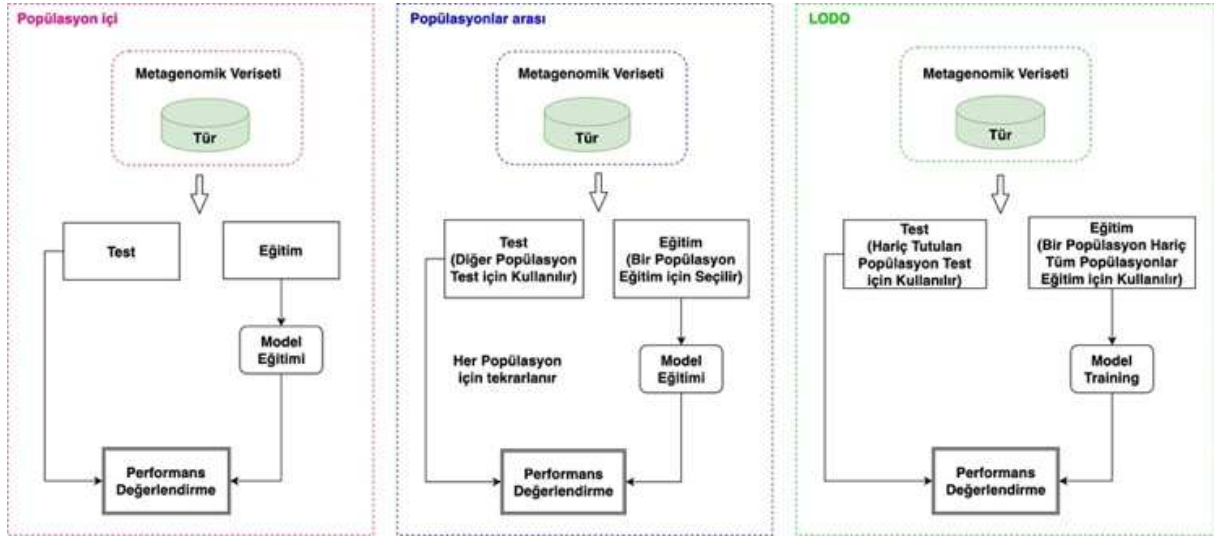 Popülasyon içi
Metagenomik Veriseti
Tür
Test
Eğitim
Model
Eğitimi
Performans
Değerlendirme
Popülasyonlar arası
Metagenomik Veriseti
Tür
Test
(Diğer Popülasyon
Test için Kullanılır)
Eğitim
(Bir Popülasyon
Eğitim için Seçilir)
Her Popülasyon
için tekrarlanır
Model
Eğitimi
Performans
Değerlendirme
LODO
Metagenomik Veriseti
Tür
Test
(Hariç Tutulan
Popülasyon Test
için Kullanılır)
Eğitim
(Bir Popülasyon Hariç
Tüm Popülasyonlar
Eğitim için Kullanılır)
Model
Training
Performans
Değerlendirme